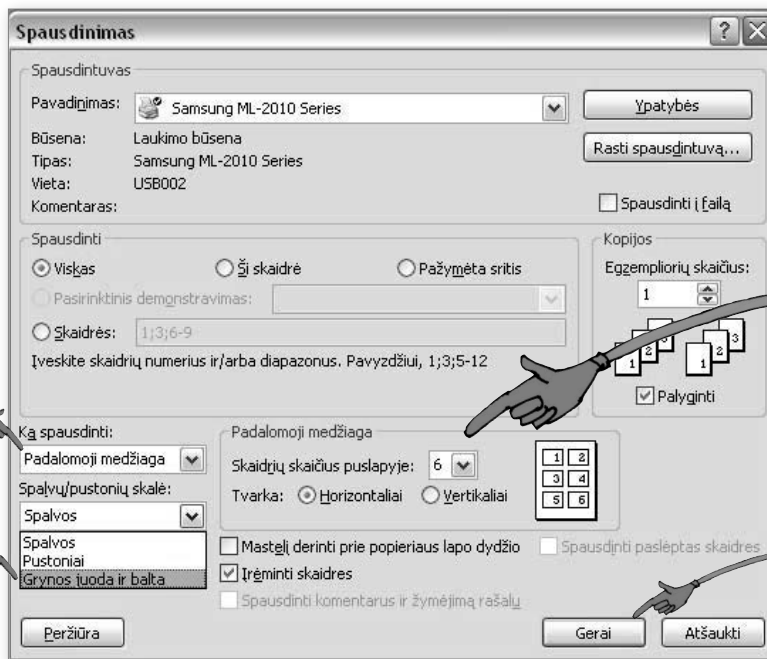 Spausdinimas
Spausdintuvas
Pavadinimas: Samsung ML-2010 Series
Ypatybės
Būsena: Laukimo būsena
Tipas: Samsung ML-2010 Series
Rasti spausdintuvą...
Vieta: USB002
Komentaras:
Spausdinti į failą
Spausdinti
Viskas Ši skaidrė Pažymėta sritis
Pasirinktinis demonstravimas:
Skaidrės: 1;3;6-9
Įveskite skaidrių numerius ir/arba diapazonus. Pavyzdžiui, 1;3;5-12
Kopijos
Egzempliorių skaičius:
1
1 2 3 1 2 3
Palyginti
Ką spausdinti:
Padalomoji medžiaga
Spalvų/pustonių skalė:
Spalvos
Spalvos
Pustoniai
Grynos juoda ir balta
Padalomoji medžiaga
Skaidrių skaičius puslapyje: 6
Tvarka: Horizontaliai Vertikaliai
1 2
3 4
5 6
Mastelį derinti prie popieriaus lapo dydžio Spausdinti paslėptas skaidres
Įrėminti skaidres
Spausdinti komentarus ir žymėjimą rašalu
Peržiūra
Gerai
Atšaukti